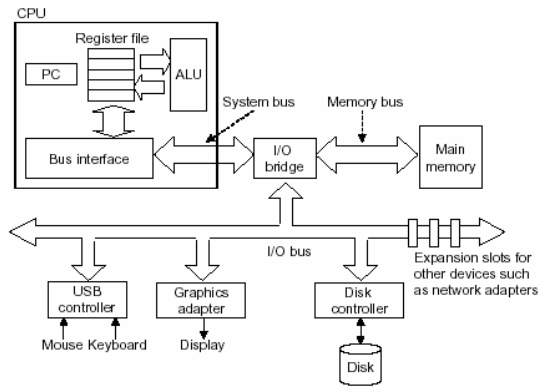 CPU
Register file
PC
ALU
System bus
Memory bus
Bus interface
I/O
bridge
Main
memory
I/O bus
Expansion slots for
other devices such
as network adapters
USB
controller
Graphics
adapter
Disk
controller
Mouse Keyboard
Display
Disk